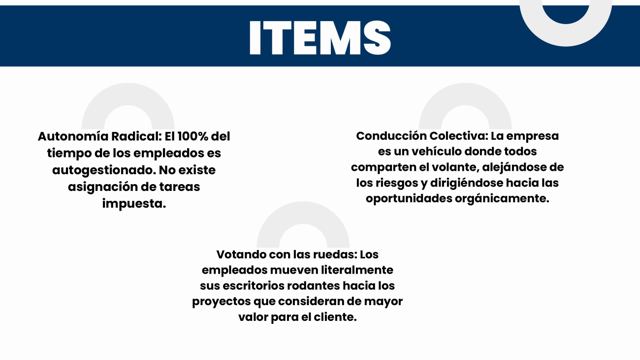 ITEMS
Autonomía Radical: El 100% del
tiempo de los empleados es
autogestionado. No existe
asignación de tareas
impuesta.
Conducción Colectiva: La empresa
es un vehículo donde todos
comparten el volante, alejándose de
los riesgos y dirigiéndose hacia las
oportunidades orgánicamente.
Votando con las ruedas: Los
empleados mueven literalmente
sus escritorios rodantes hacia los
proyectos que consideran de mayor
valor para el cliente.